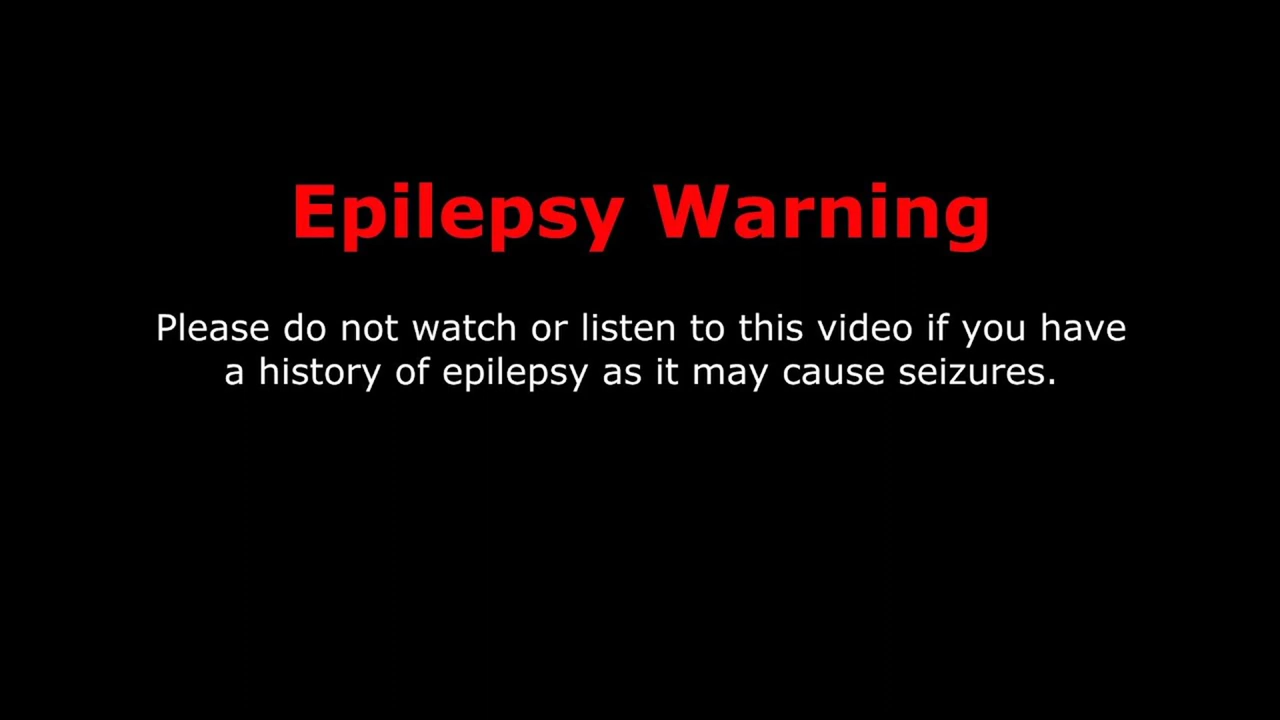 Epilepsy Warning
Please do not watch or listen to this video if you have
a history of epilepsy as it may cause seizures.